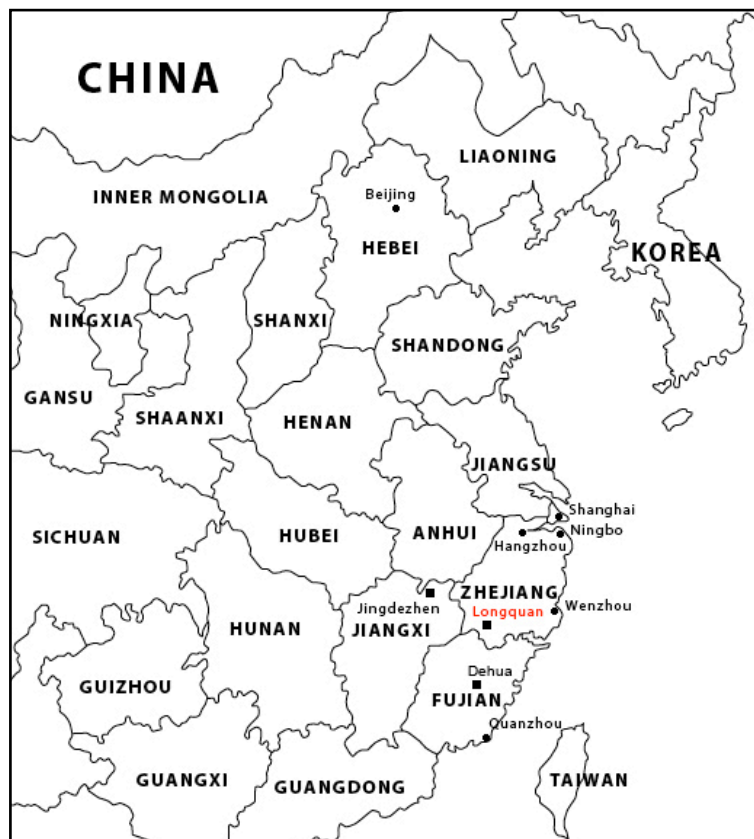 CHINA
LIAONING
INNER MONGOLIA
Beijing
HEBEI
KOREA
NINGXIA
SHANXI
SHANDONG
GANSU
SHAANXI
HENAN
JIANGSU
Shanghai
SICHUAN
HUBEI
ANHUI
Ningbo
Hangzhou
ZHEJIANG
Jingdezhen
Longquan
Wenzhou
HUNAN
JIANGXI
Dehua
GUIZHOU
FUJIAN
Quanzhou
GUANGXI
GUANGDONG
TAIWAN